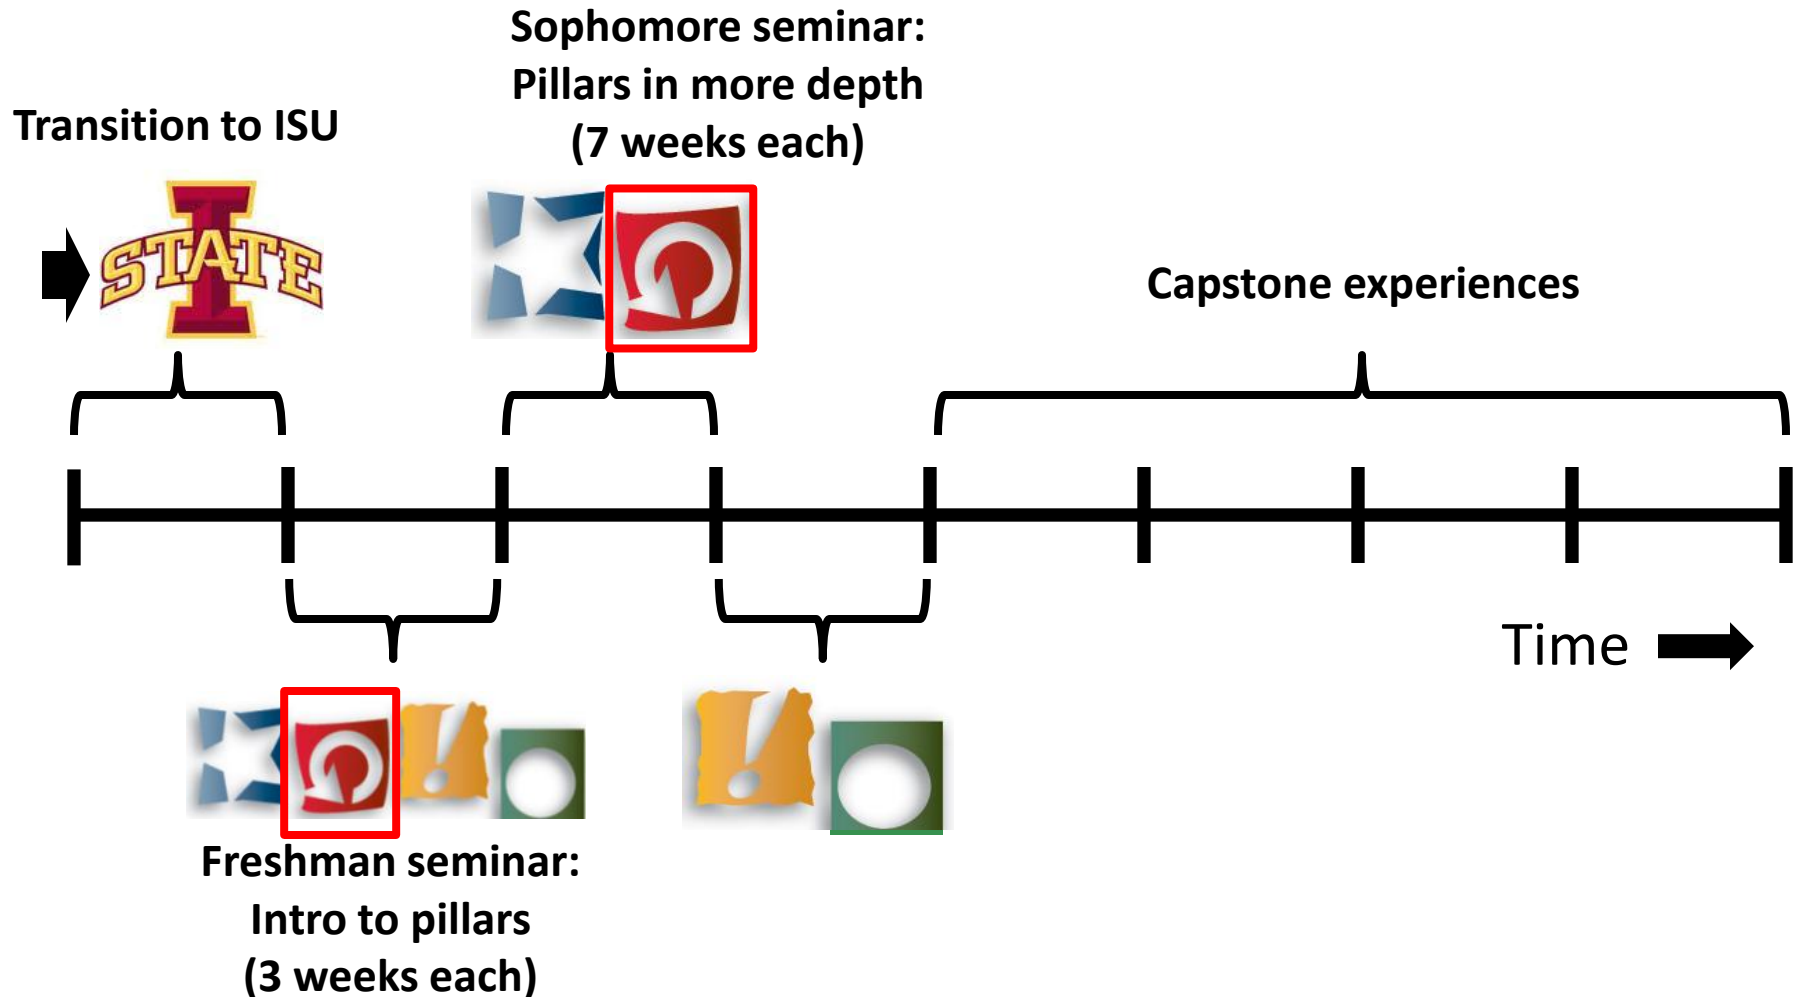 Sophomore seminar:
Pillars in more depth
(7 weeks each)
Transition to ISU
I
STATE
Capstone experiences
Time
!
Freshman seminar:
Intro to pillars
(3 weeks each)